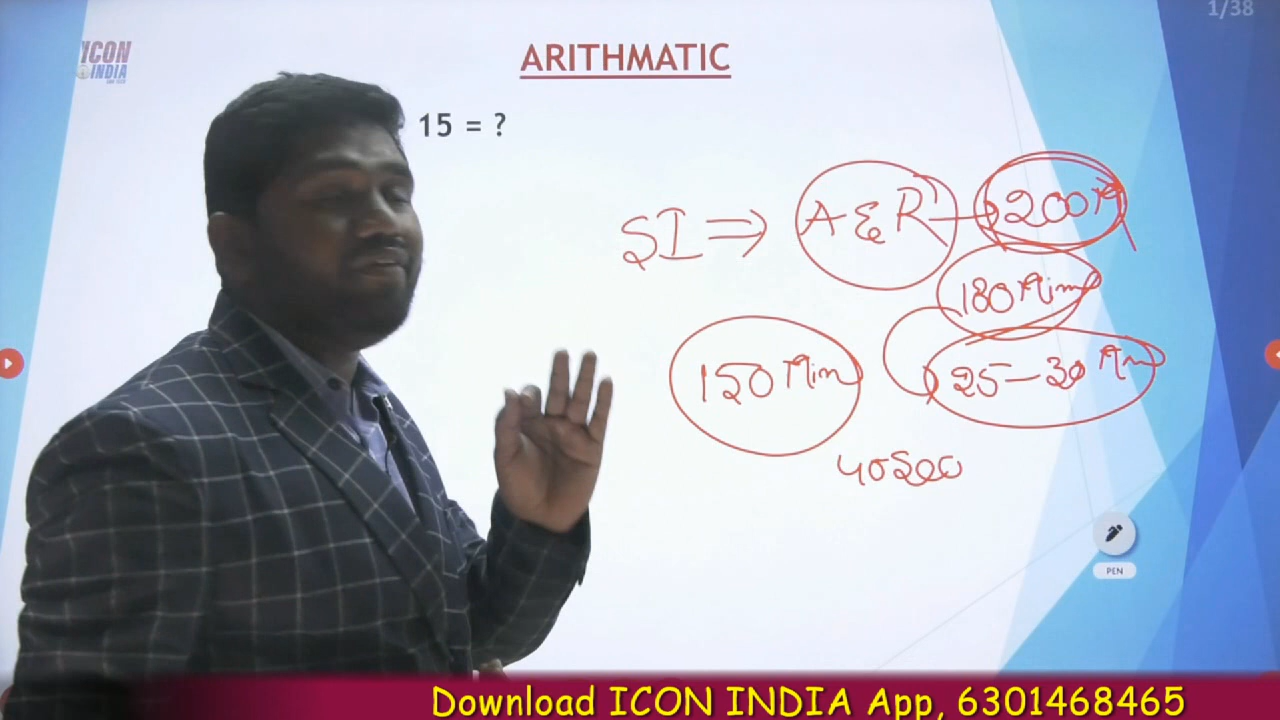 1/38
ICON
INDIA
ARITHMATIC
15 = ?
SI ⇒ A & R 200 M
180 Min
150 Min 25-30 Min
PEN
Download ICON INDIA App, 6301468465